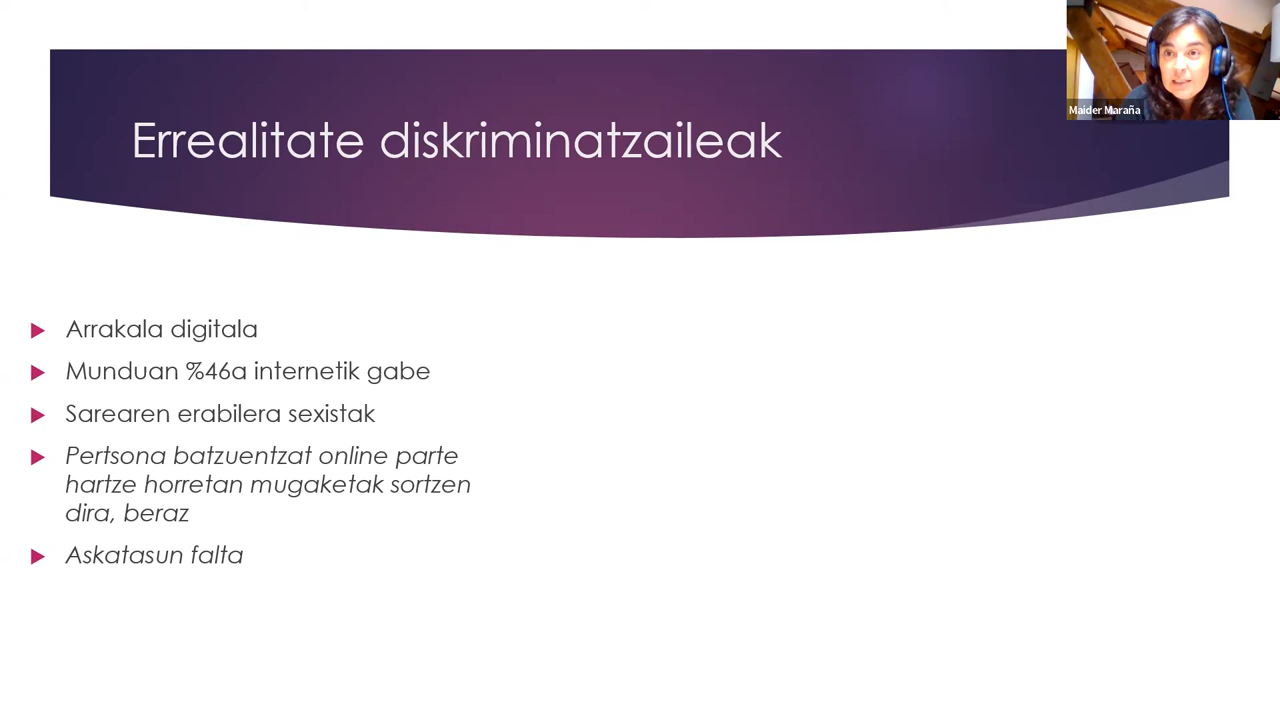 Maider Maraña
Errealitate diskriminatzaileak
Arrakala digitala
Munduan %46a internetik gabe
Sarearen erabilera sexistak
Pertsona batzuentzat online parte
hartze horretan mugaketak sortzen
dira, beraz
Askatasun falta